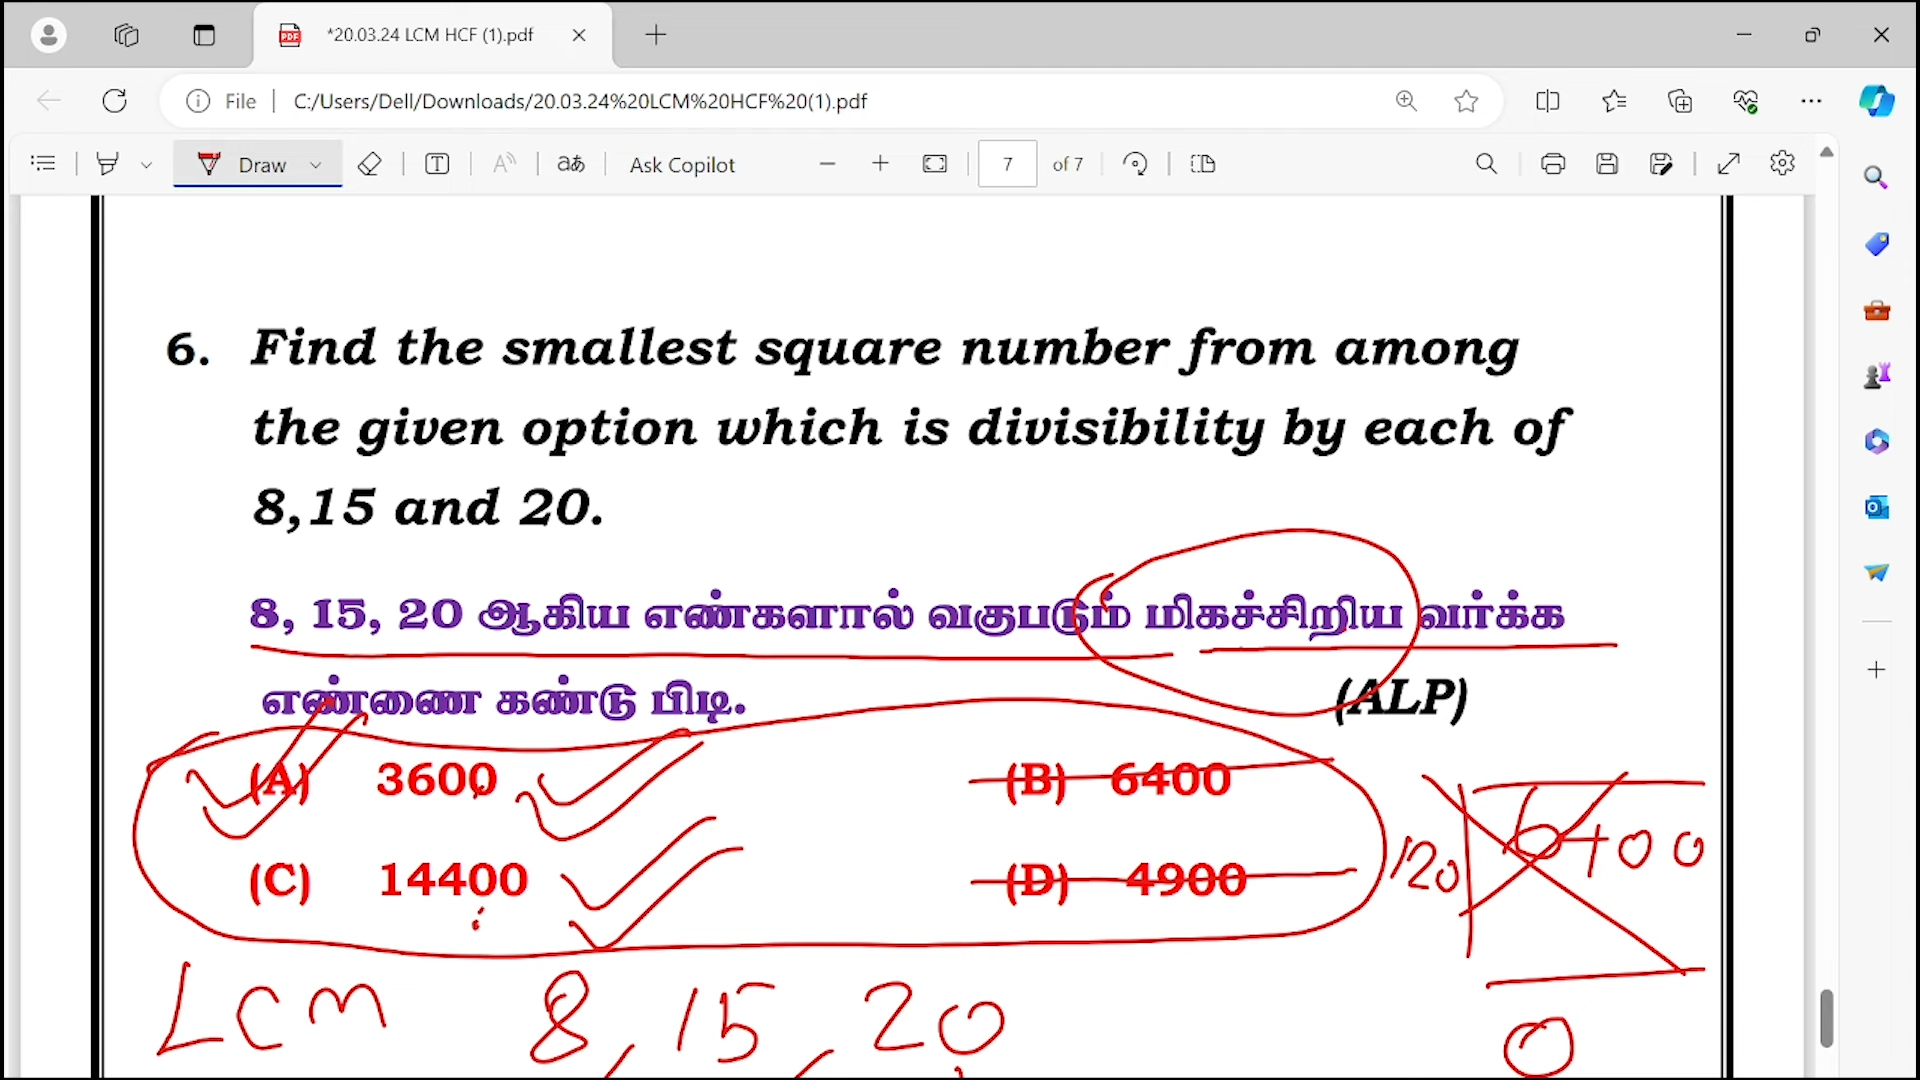 *20.03.24 LCM HCF (1).pdf
File C:/Users/Dell/Downloads/20.03.24%20LCM%20HCF%20(1).pdf
Draw Ask Copilot 7 of 7
6. Find the smallest square number from among
the given option which is divisibility by each of
8,15 and 20.
8, 15, 20 ஆகிய எண்களால் வகுபடும் மிகச்சிறிய வர்க்க
எண்ணை கண்டு பிடி. (ALP)
(A) 3600 (B) 6400
(C) 14400 (D) 4900
120 6400
0
LCM 8, 15, 20